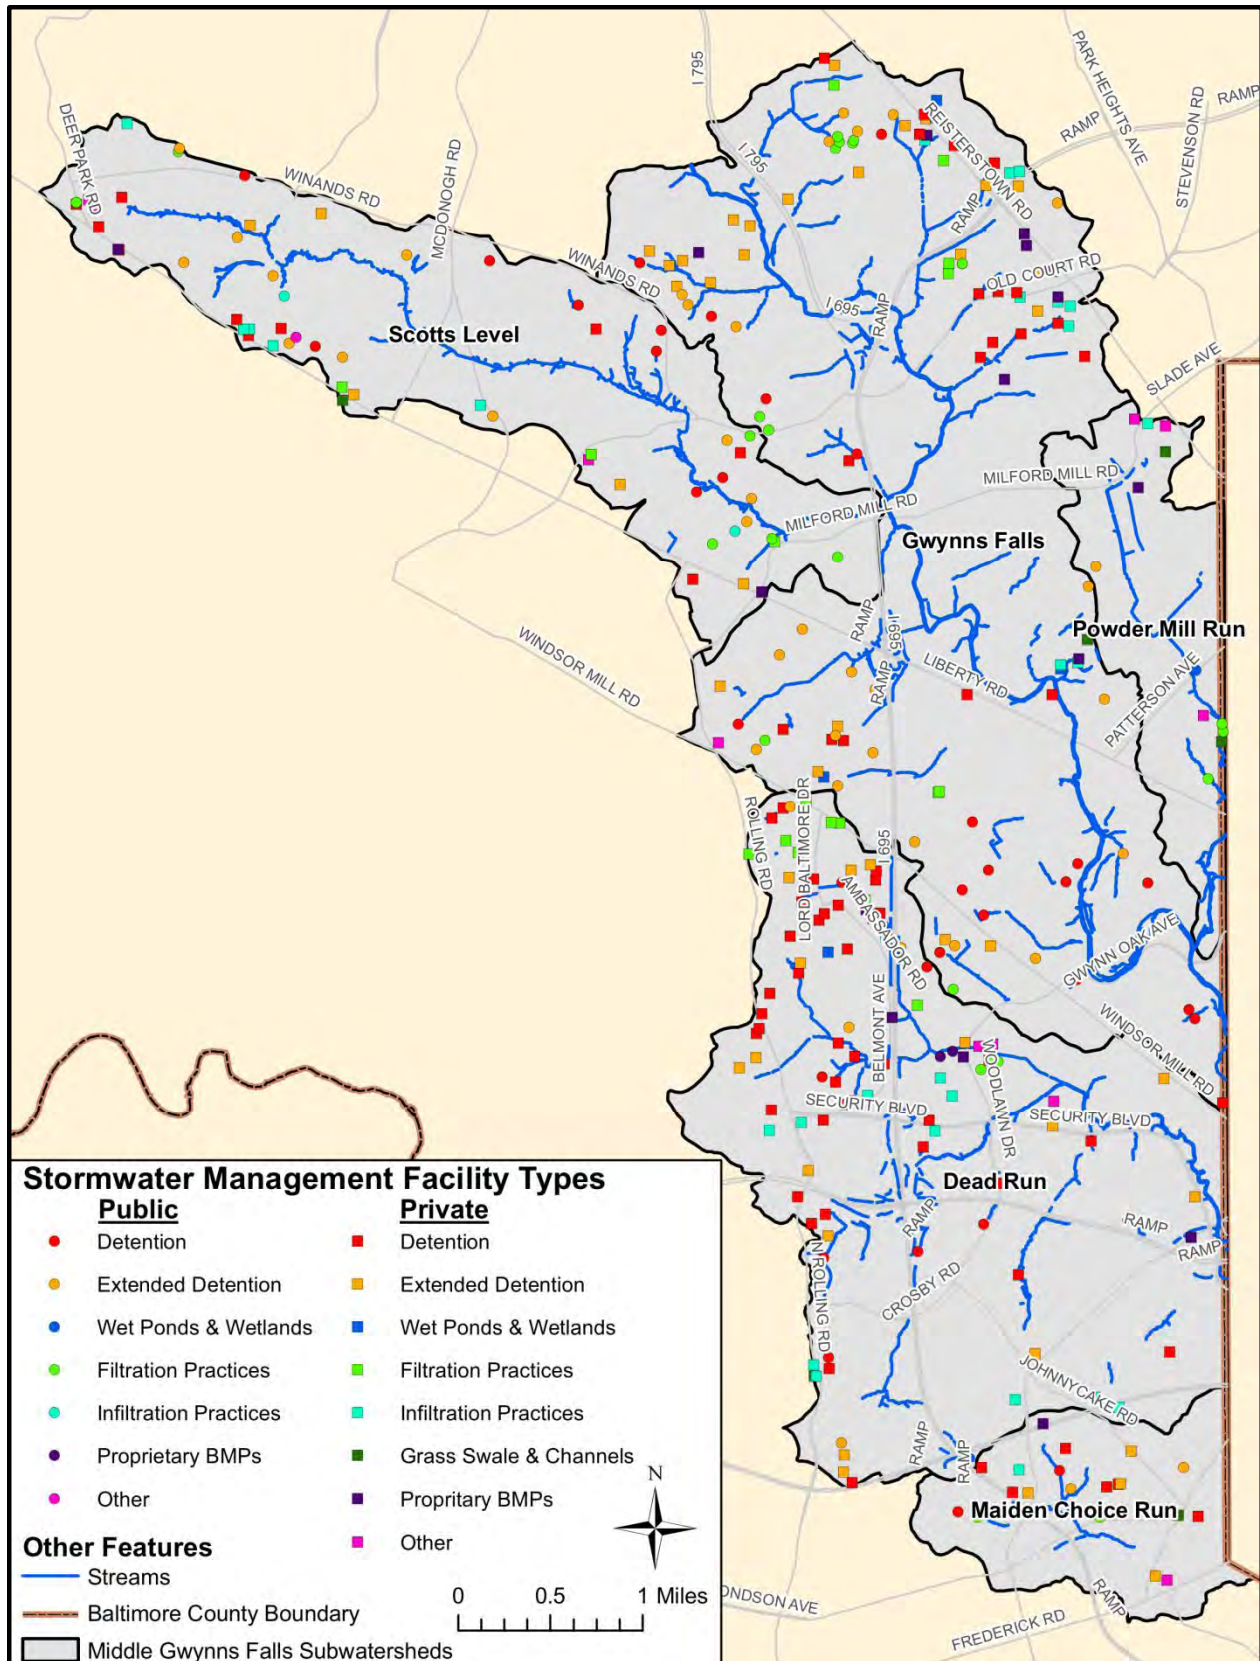 I 795
PARK HEIGHTS AVE
RAMP
RAMP
STEVENSON RD
REISTERSTOWN RD
DEER PARK RD
WINANDS RD
MCDONOGH RD
I 795
RAMP
WINANDS RD
OLD COURT RD
I 695
RAMP
Scotts Level
SLADE AVE
MILFORD MILL RD
MILFORD MILL RD
Gwynns Falls
RAMP
I 695
WINDSOR MILL RD
Powder Mill Run
LIBERTY RD
RAMP
PATTERSON AVE
ROLLING RD
LORD BALTIMORE DR
I 695
AMBASSADOR RD
GWYNN OAK AVE
BELMONT AVE
WINDSOR MILL RD
WOODLAWN DR
SECURITY BLVD
SECURITY BLVD
Dead Run
RAMP
RAMP
RAMP
N ROLLING RD
CROSBY RD
JOHNNYCAKE RD
RAMP
RAMP
Maiden Choice Run
RAMP
ONDSON AVE
FREDERICK RD
Stormwater Management Facility Types
Public Private
Detention Detention
Extended Detention Extended Detention
Wet Ponds & Wetlands Wet Ponds & Wetlands
Filtration Practices Filtration Practices
Infiltration Practices Infiltration Practices
Proprietary BMPs Grass Swale & Channels
Other Propritary BMPs
Other
N
Other Features
Streams
Baltimore County Boundary
Middle Gwynns Falls Subwatersheds
0 0.5 1 Miles